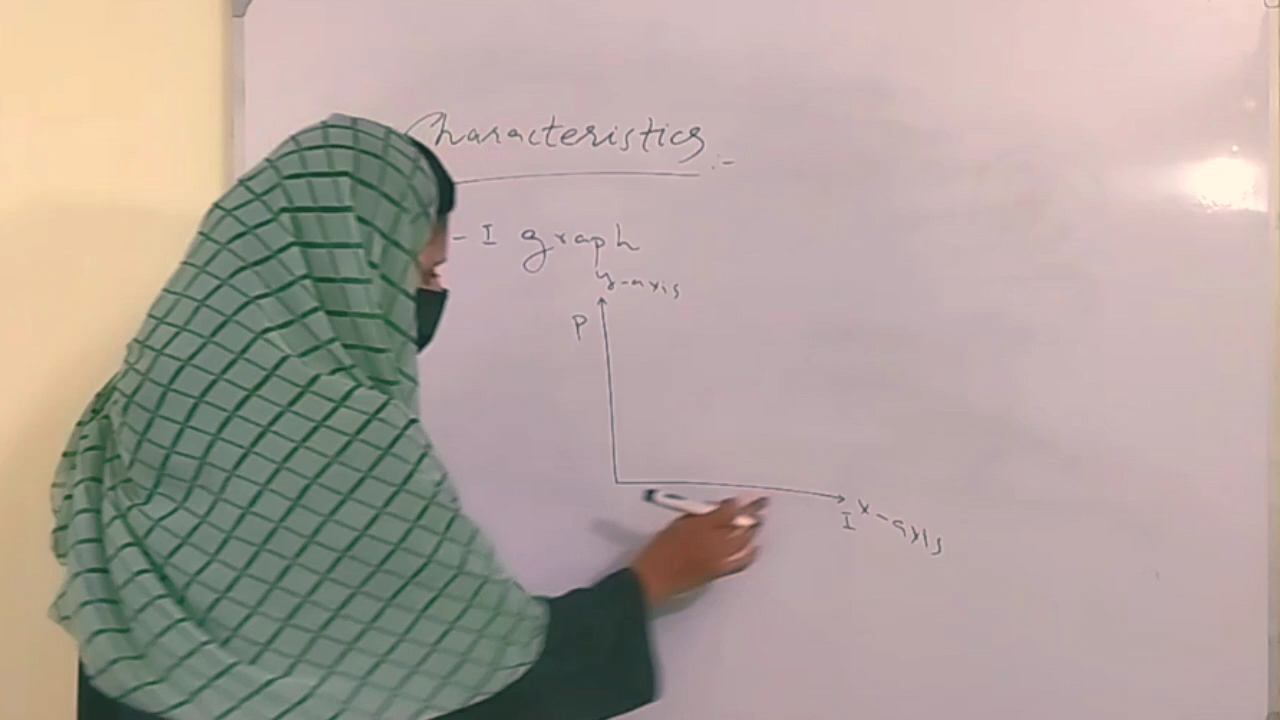 Characteristics :-
- I graph
y-axis
P
I x-axis